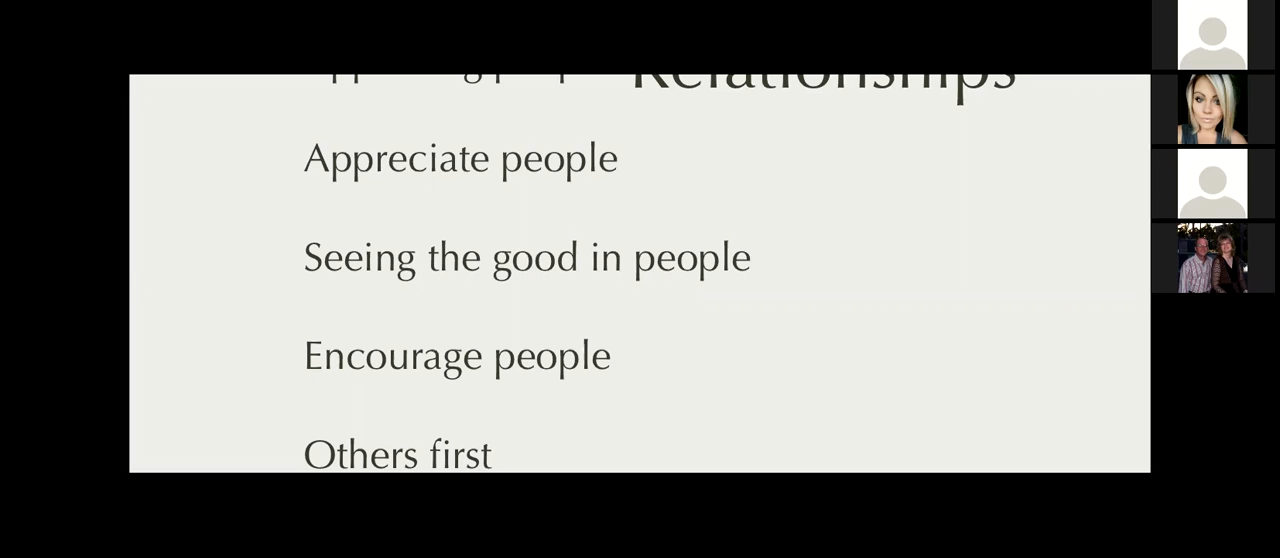 Relationships
Appreciate people
Seeing the good in people
Encourage people
Others first